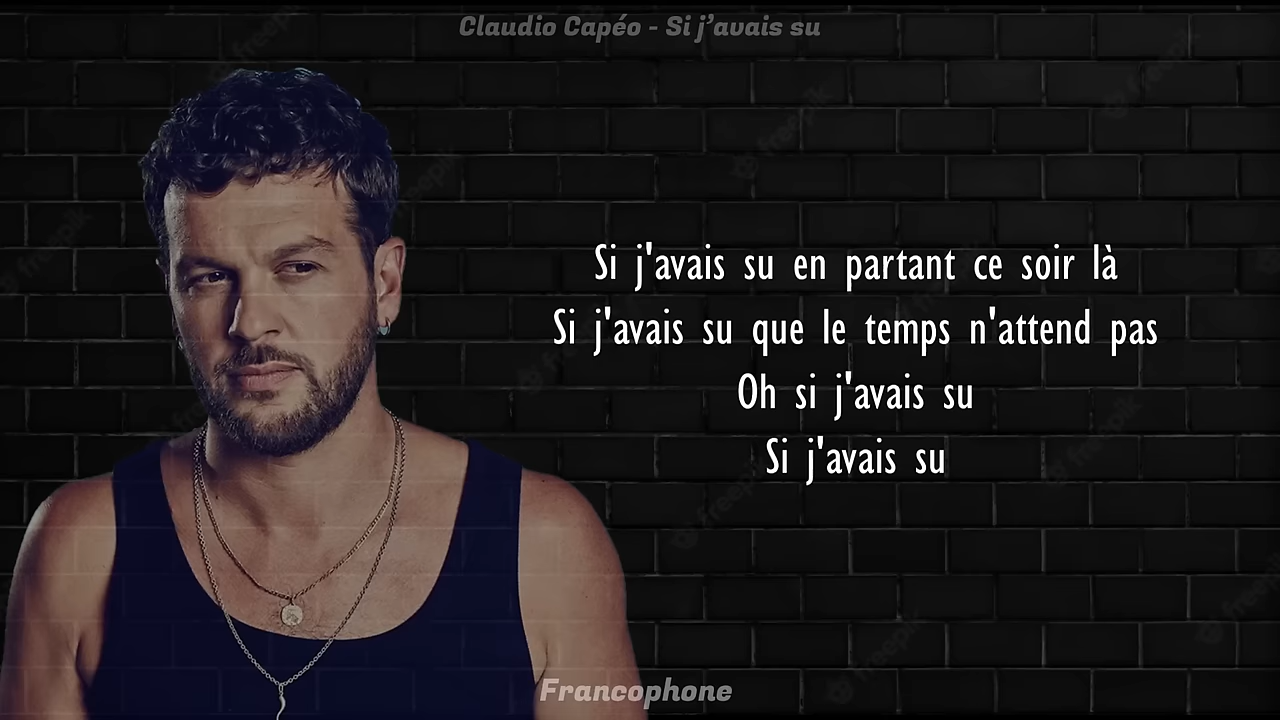 Claudio Capéo - Si j’avais su
Si j'avais su en partant ce soir là
Si j'avais su que le temps n'attend pas
Oh si j'avais su
Si j'avais su
Francophone